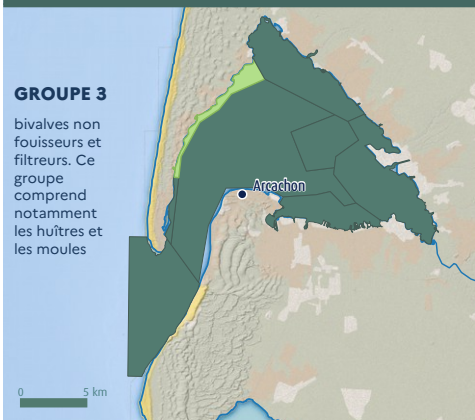 GROUPE 3
bivalves non
fouisseurs et
filtreurs. Ce
groupe
comprend
notamment
les huîtres et
les moules
Arcachon
0 5 km